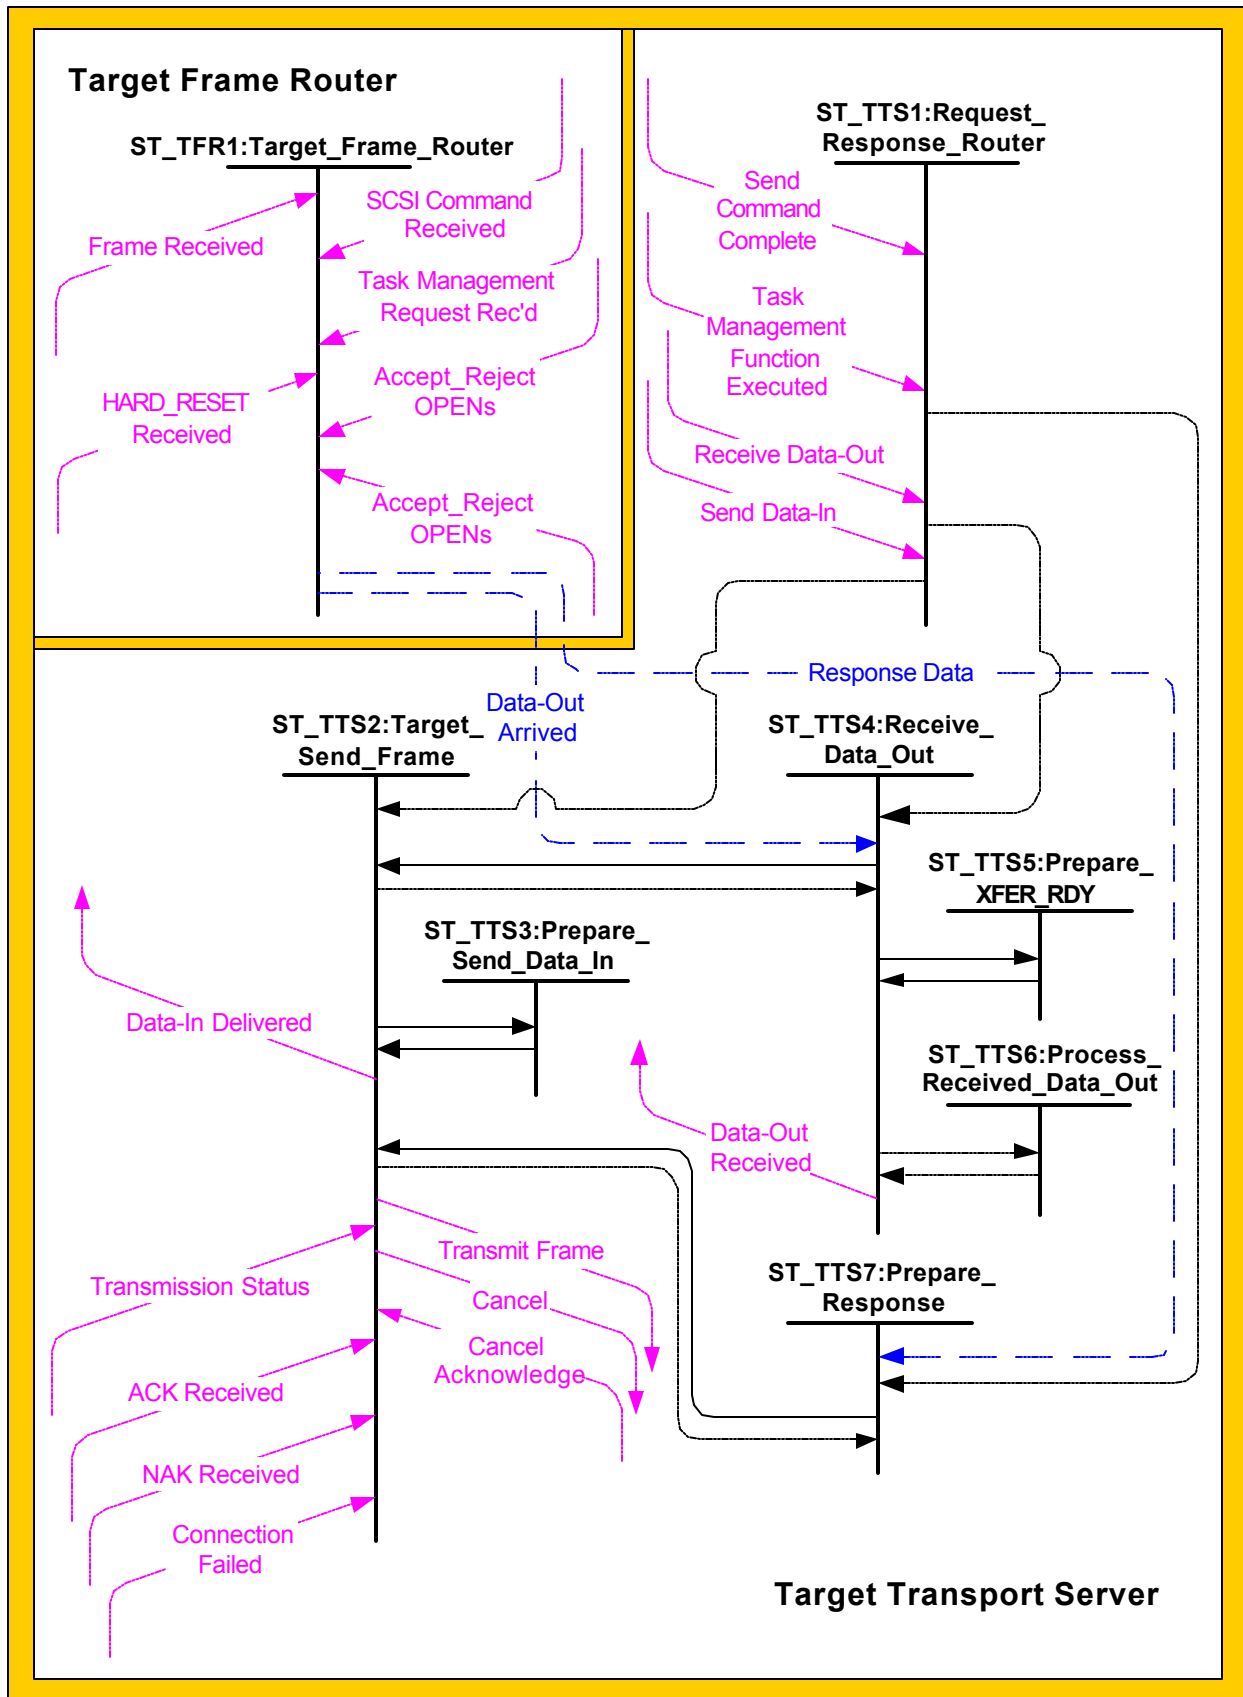 Target Frame Router
ST_TFR1:Target_Frame_Router
SCSI Command
Received
Frame Received
Task Management
Request Rec'd
Accept_Reject
OPENs
HARD_RESET
Received
Accept_Reject
OPENs
ST_TTS1:Request_
Response_Router
Send
Command
Complete
Task
Management
Function
Executed
Receive Data-Out
Send Data-In
Response Data
Data-Out
Arrived
ST_TTS2:Target_
Send_Frame
ST_TTS4:Receive_
Data_Out
ST_TTS5:Prepare_
XFER_RDY
ST_TTS3:Prepare_
Send_Data_In
Data-In Delivered
ST_TTS6:Process_
Received_Data_Out
Data-Out
Received
Transmit Frame
Transmission Status
Cancel
Cancel
Acknowledge
ST_TTS7:Prepare_
Response
ACK Received
NAK Received
Connection
Failed
Target Transport Server